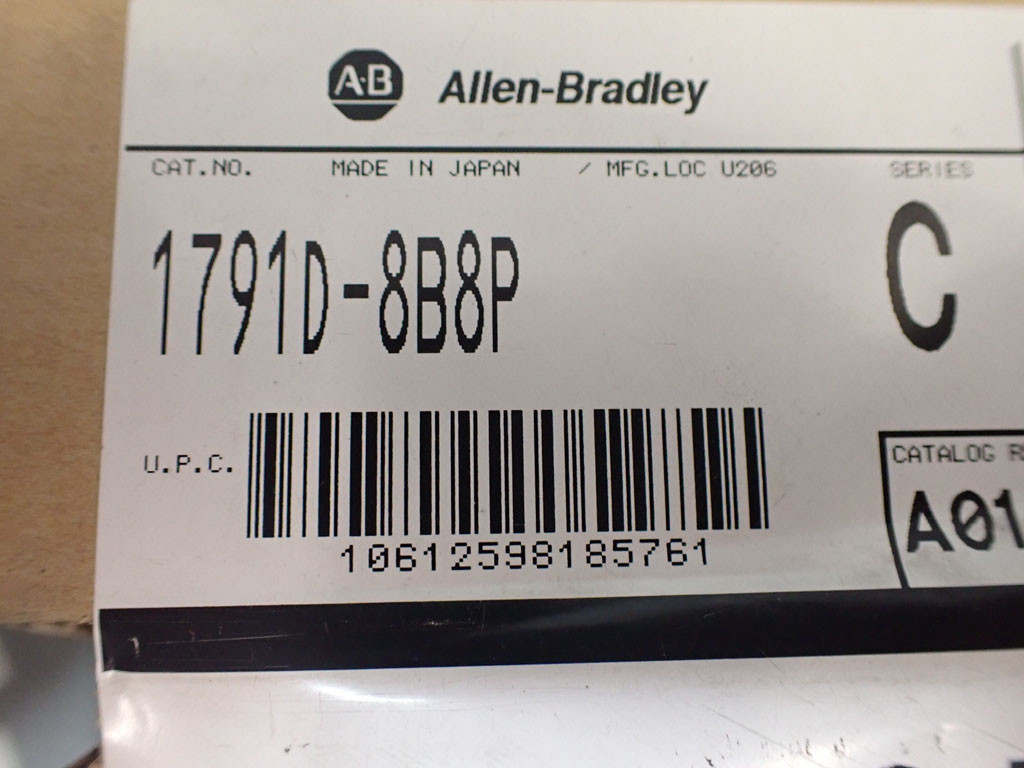 A·B Allen-Bradley
CAT.NO. MADE IN JAPAN / MFG.LOC U206 SERIES
1791D-8B8P C
U.P.C.
10612598185761
CATALOG
A01